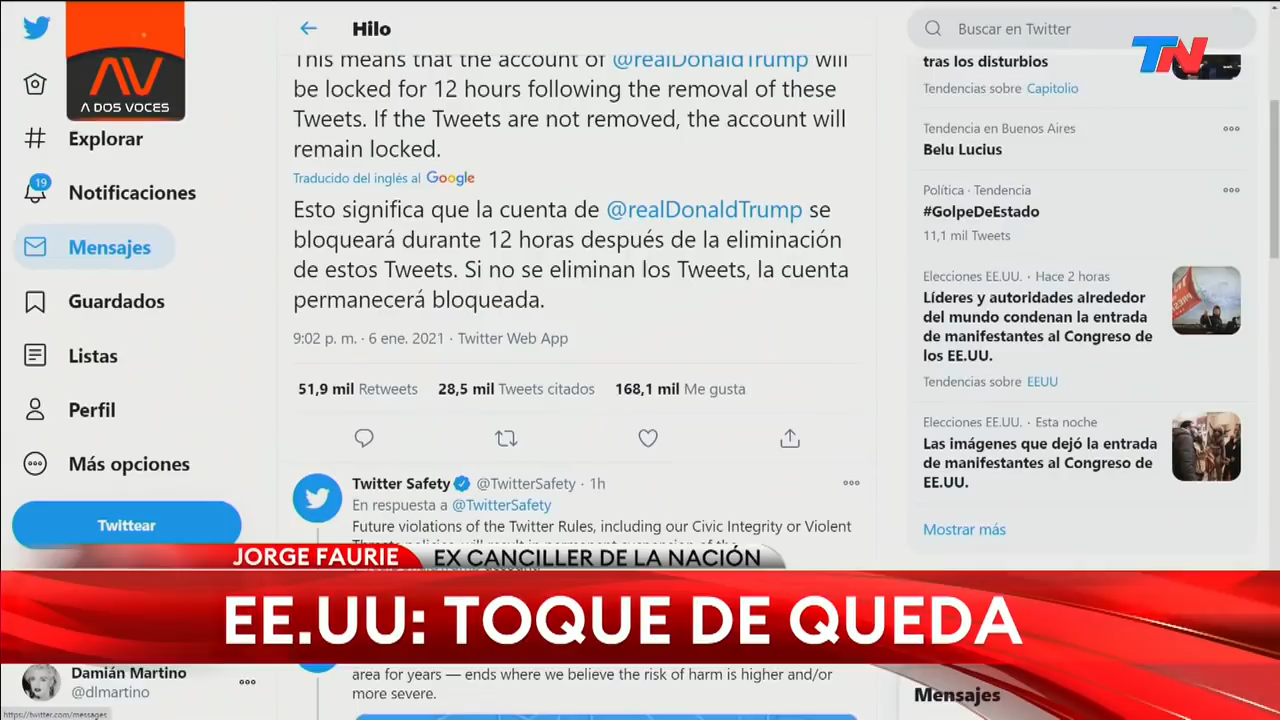 AV
A DOS VOCES
Explorar
19
Notificaciones
Mensajes
Guardados
Listas
Perfil
Más opciones
Twittear
Hilo
This means that the account of @realDonaldTrump will
be locked for 12 hours following the removal of these
Tweets. If the Tweets are not removed, the account will
remain locked.
Traducido del inglés al Google
Esto significa que la cuenta de @realDonaldTrump se
bloqueará durante 12 horas después de la eliminación
de estos Tweets. Si no se eliminan los Tweets, la cuenta
permanecerá bloqueada.
9:02 p. m. · 6 ene. 2021 · Twitter Web App
51,9 mil Retweets 28,5 mil Tweets citados 168,1 mil Me gusta
Twitter Safety @TwitterSafety · 1h
En respuesta a @TwitterSafety
Future violations of the Twitter Rules, including our Civic Integrity or Violent
Buscar en Twitter
TN
tras los disturbios
Tendencias sobre Capitolio
Tendencia en Buenos Aires
Belu Lucius
Política · Tendencia
#GolpeDeEstado
11,1 mil Tweets
Elecciones EE.UU. · Hace 2 horas
Líderes y autoridades alrededor
del mundo condenan la entrada
de manifestantes al Congreso de
los EE.UU.
Tendencias sobre EEUU
Elecciones EE.UU. · Esta noche
Las imágenes que dejó la entrada
de manifestantes al Congreso de
EE.UU.
Mostrar más
JORGE FAURIE EX CANCILLER DE LA NACIÓN
EE.UU: TOQUE DE QUEDA
Damián Martino
@dlmartino
area for years — ends where we believe the risk of harm is higher and/or
more severe.
Mensajes
https://twitter.com/messages